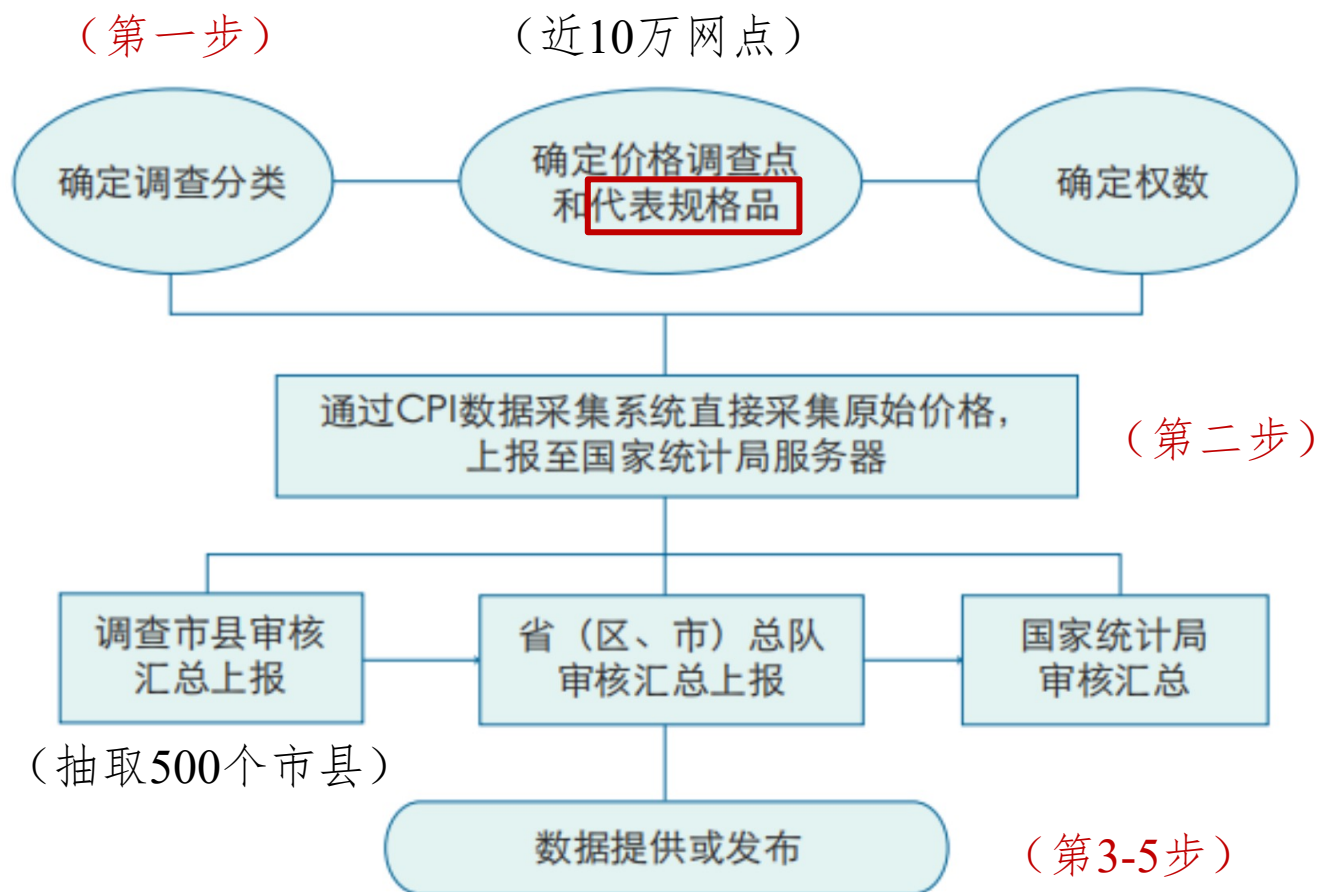 （第一步）
（近10万网点）
确定调查分类
确定价格调查点
和代表规格品
确定权数
通过CPI数据采集系统直接采集原始价格，
上报至国家统计局服务器
（第二步）
调查市县审核
汇总上报
省（区、市）总队
审核汇总上报
国家统计局
审核汇总
（抽取500个市县）
数据提供或发布
（第3-5步）